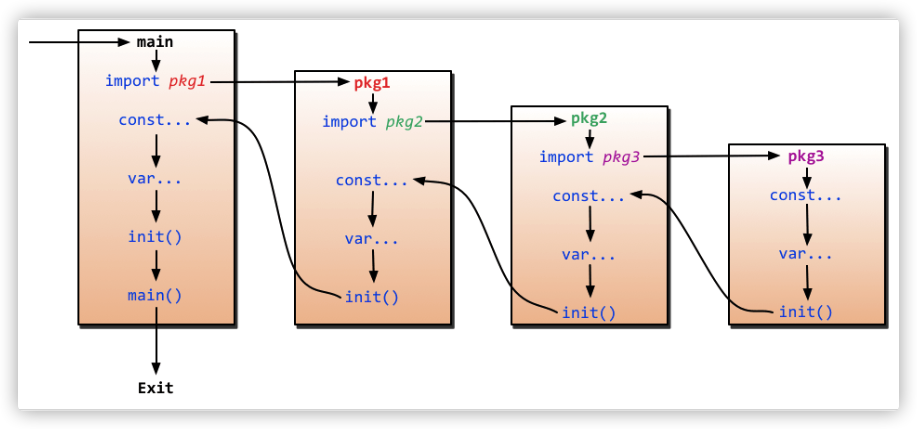 main
import pkg1
const...
var...
init()
main()
Exit
pkg1
import pkg2
const...
var...
init()
pkg2
import pkg3
const...
var...
init()
pkg3
const...
var...
init()